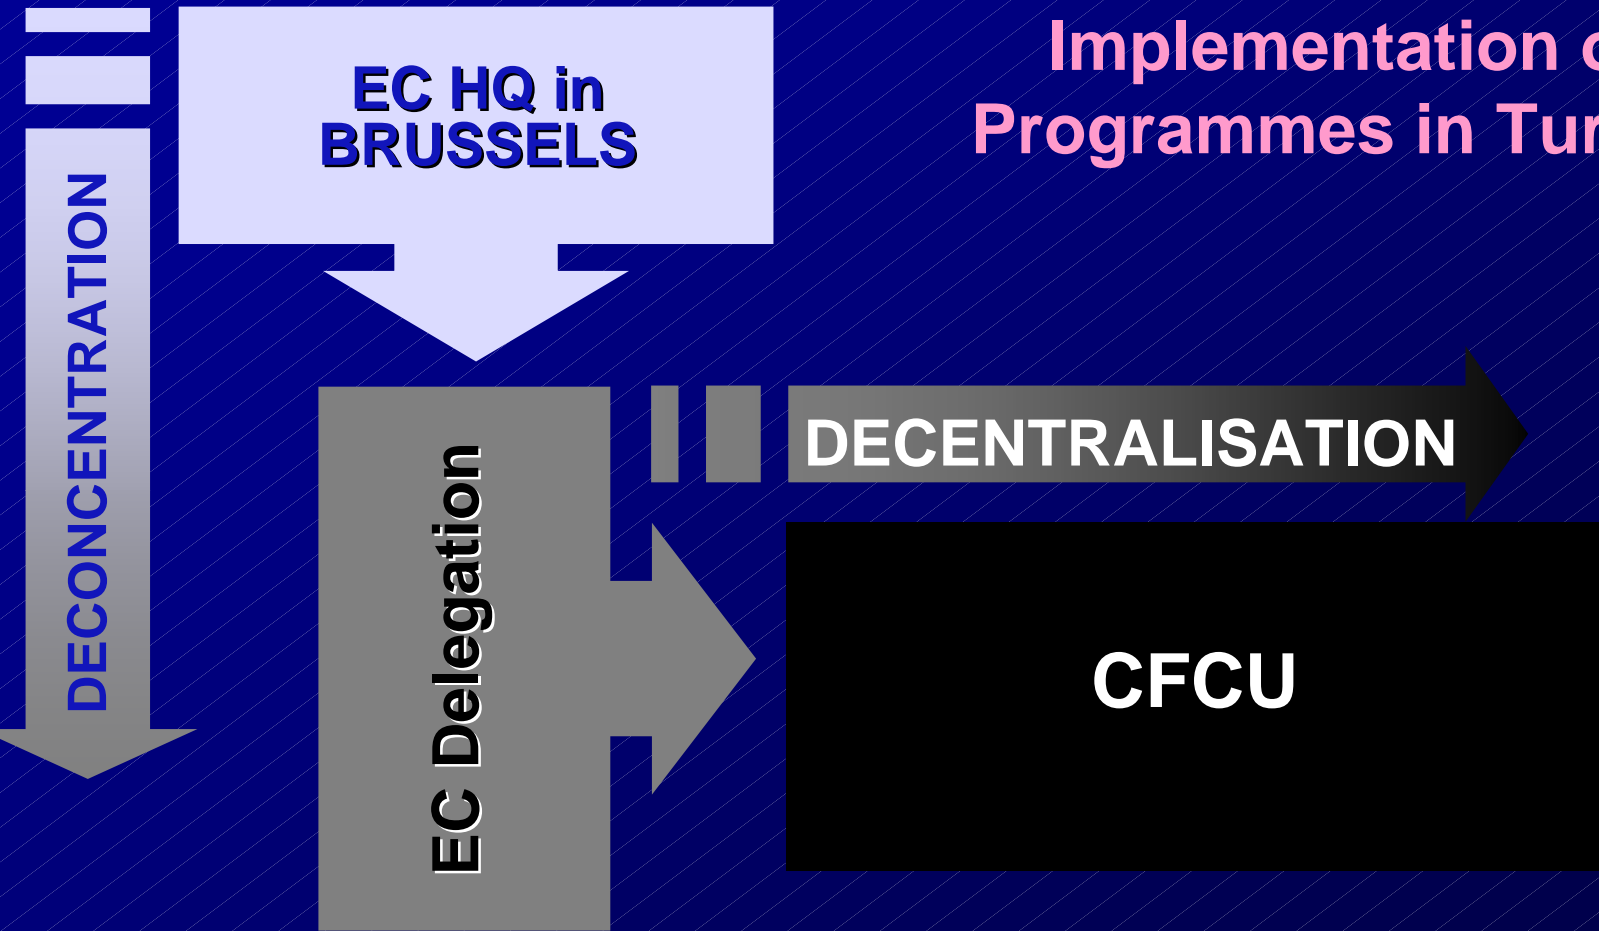 EC HQ in
BRUSSELS
Implementation
Programmes in
DECONCENTRATION
DECENTRALISATION
EC Delegation
CFCU